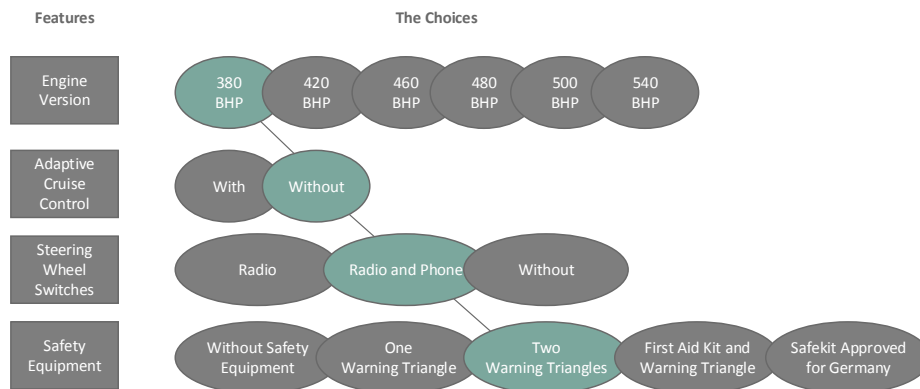 Features
The Choices
Engine
Version
380
BHP
420
BHP
460
BHP
480
BHP
500
BHP
540
BHP
Adaptive
Cruise
Control
With
Without
Steering
Wheel
Switches
Radio
Radio and Phone
Without
Safety
Equipment
Without Safety
Equipment
One
Warning Triangle
Two
Warning Triangles
First Aid Kit and
Warning Triangle
Safekit Approved
for Germany